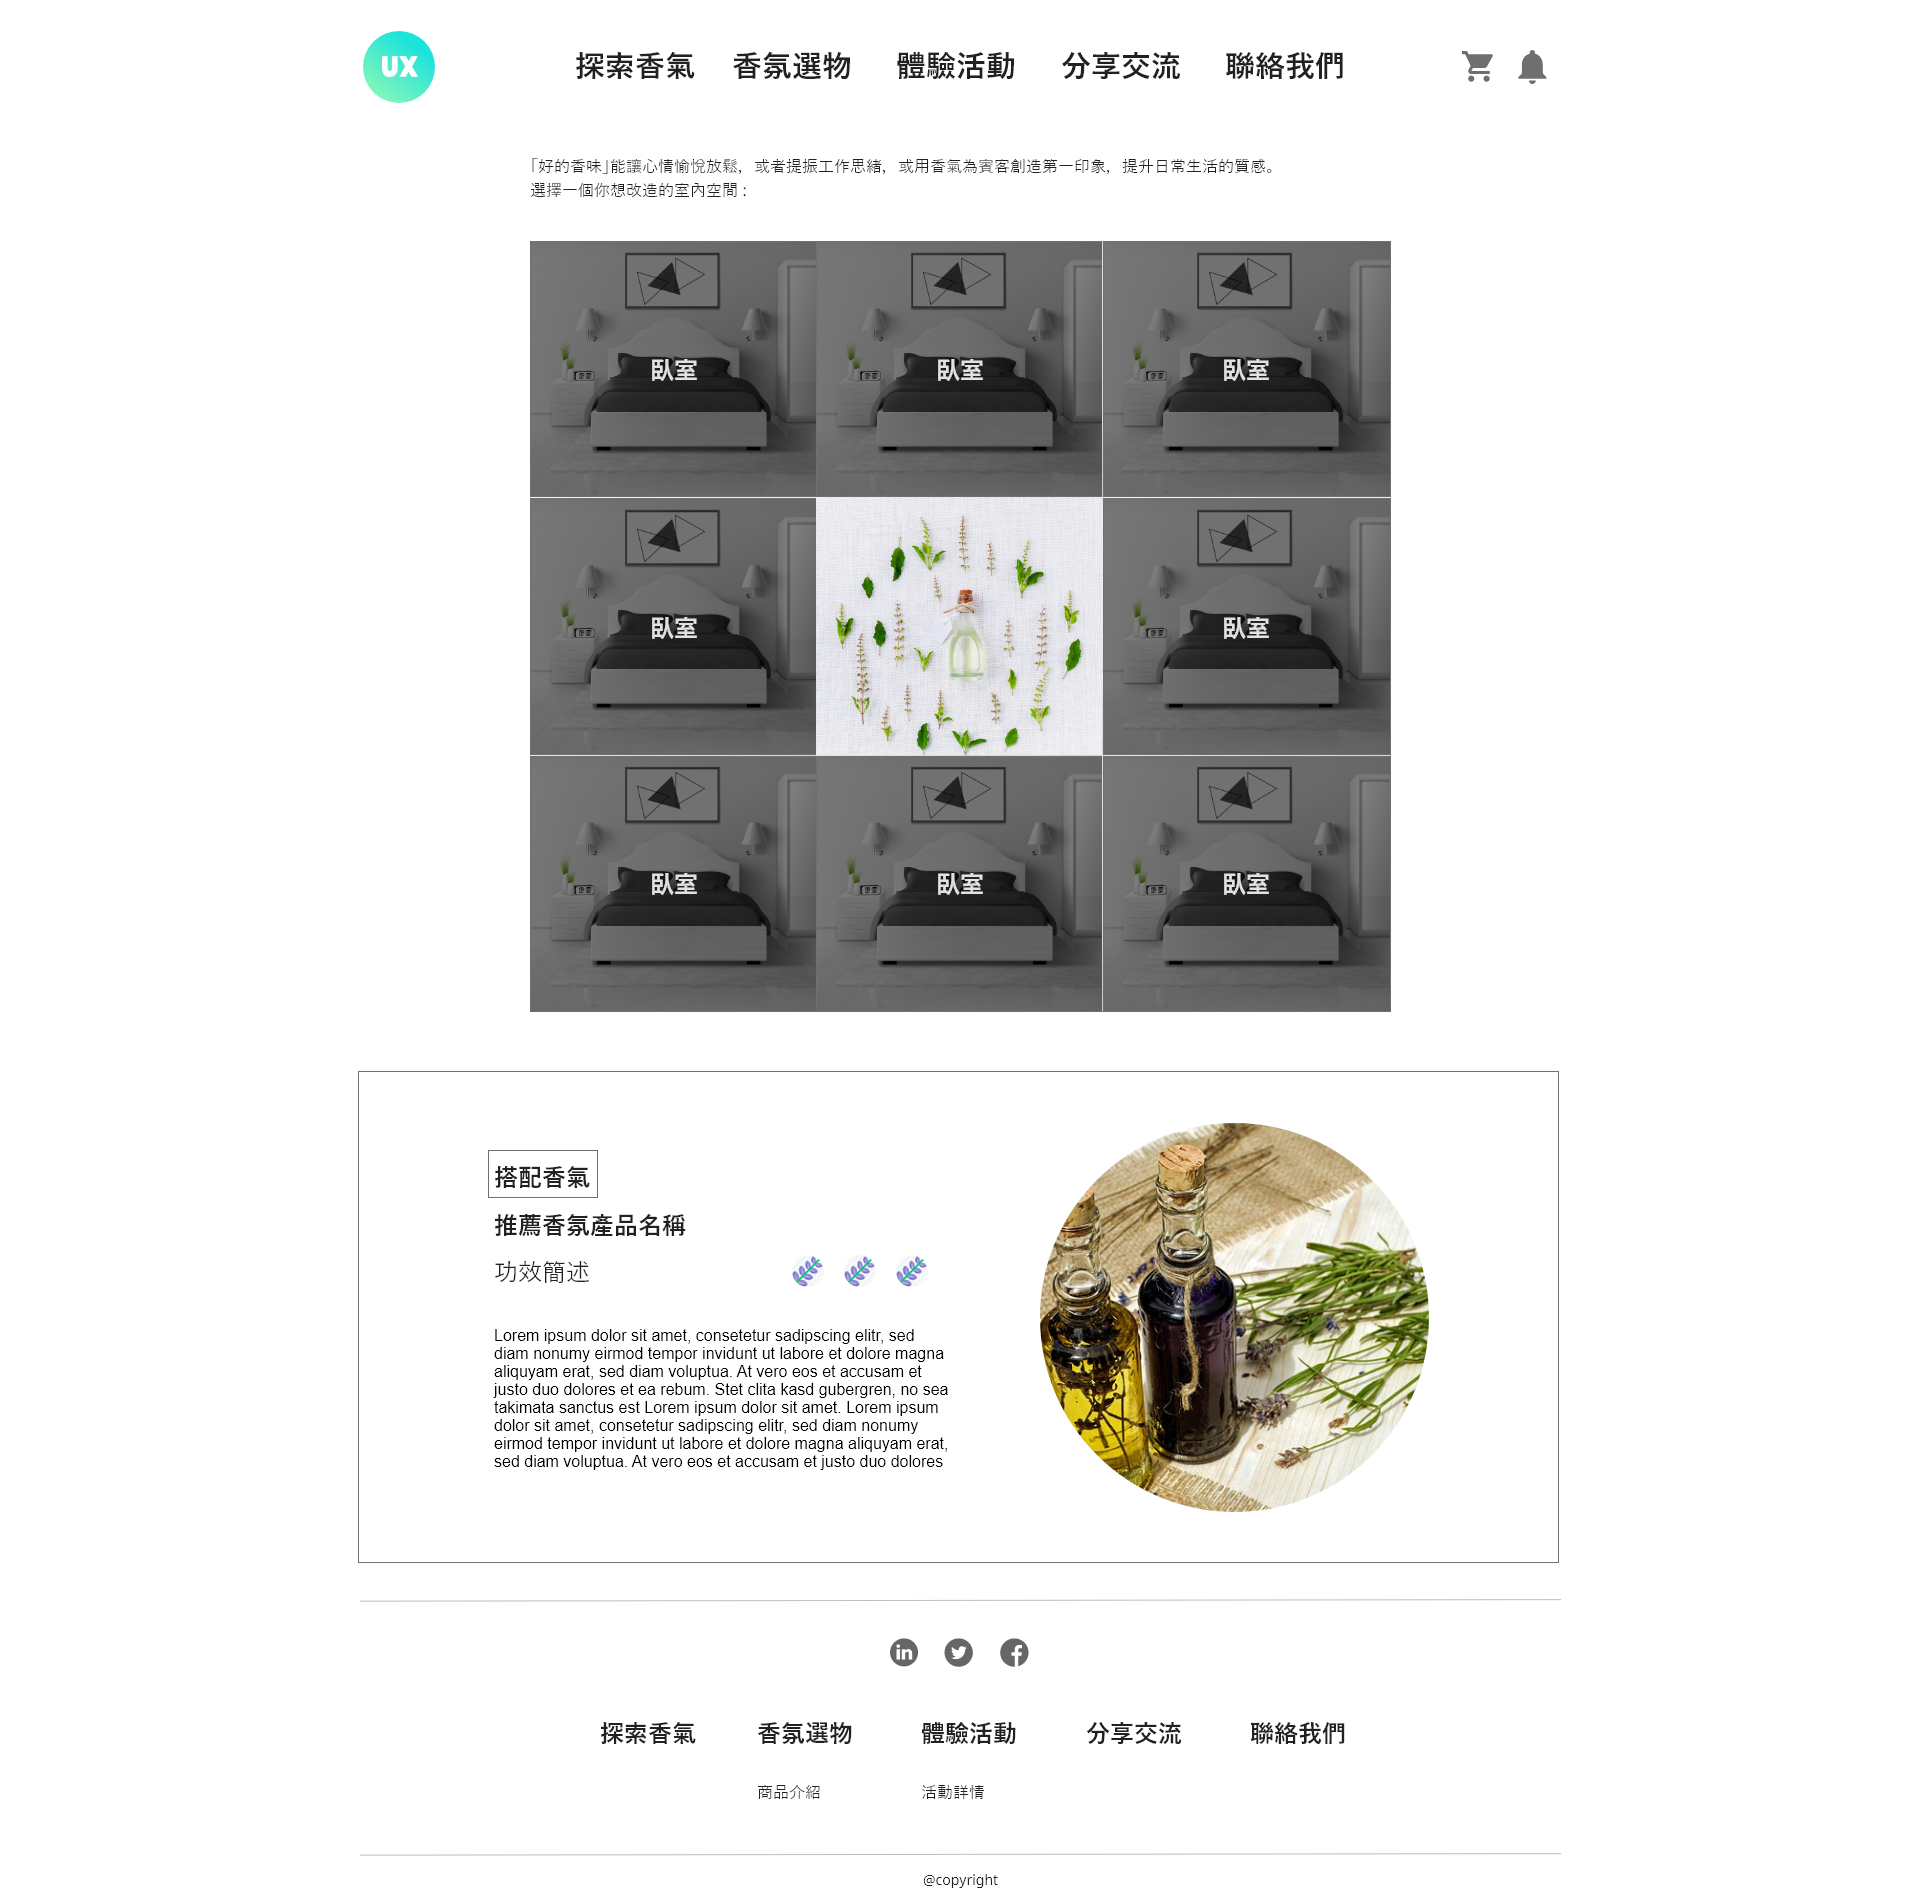 UX
探索香氣 香氛選物 體驗活動 分享交流 聯絡我們
「好的香味」能讓心情愉悅放鬆，或者提振工作思緒，或用香氣為賓客創造第一印象，提升日常生活的質感。
選擇一個你想改造的室內空間：
臥室 臥室 臥室
臥室 臥室
臥室 臥室 臥室
搭配香氣
推薦香氛產品名稱
功效簡述
Lorem ipsum dolor sit amet, consetetur sadipscing elitr, sed
diam nonumy eirmod tempor invidunt ut labore et dolore magna
aliquyam erat, sed diam voluptua. At vero eos et accusam et
justo duo dolores et ea rebum. Stet clita kasd gubergren, no sea
takimata sanctus est Lorem ipsum dolor sit amet. Lorem ipsum
dolor sit amet, consetetur sadipscing elitr, sed diam nonumy
eirmod tempor invidunt ut labore et dolore magna aliquyam erat,
sed diam voluptua. At vero eos et accusam et justo duo dolores
探索香氣 香氛選物 體驗活動 分享交流 聯絡我們
商品介紹 活動詳情
@copyright